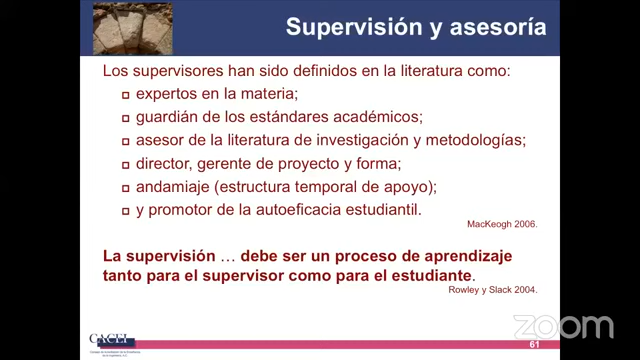 Supervisión y asesoría
Los supervisores han sido definidos en la literatura como:
expertos en la materia;
guardián de los estándares académicos;
asesor de la literatura de investigación y metodologías;
director, gerente de proyecto y forma;
andamiaje (estructura temporal de apoyo);
y promotor de la autoeficacia estudiantil.
MacKeogh 2006.
La supervisión … debe ser un proceso de aprendizaje
tanto para el supervisor como para el estudiante.
Rowley y Slack 2004.
CACEI
zoom
61